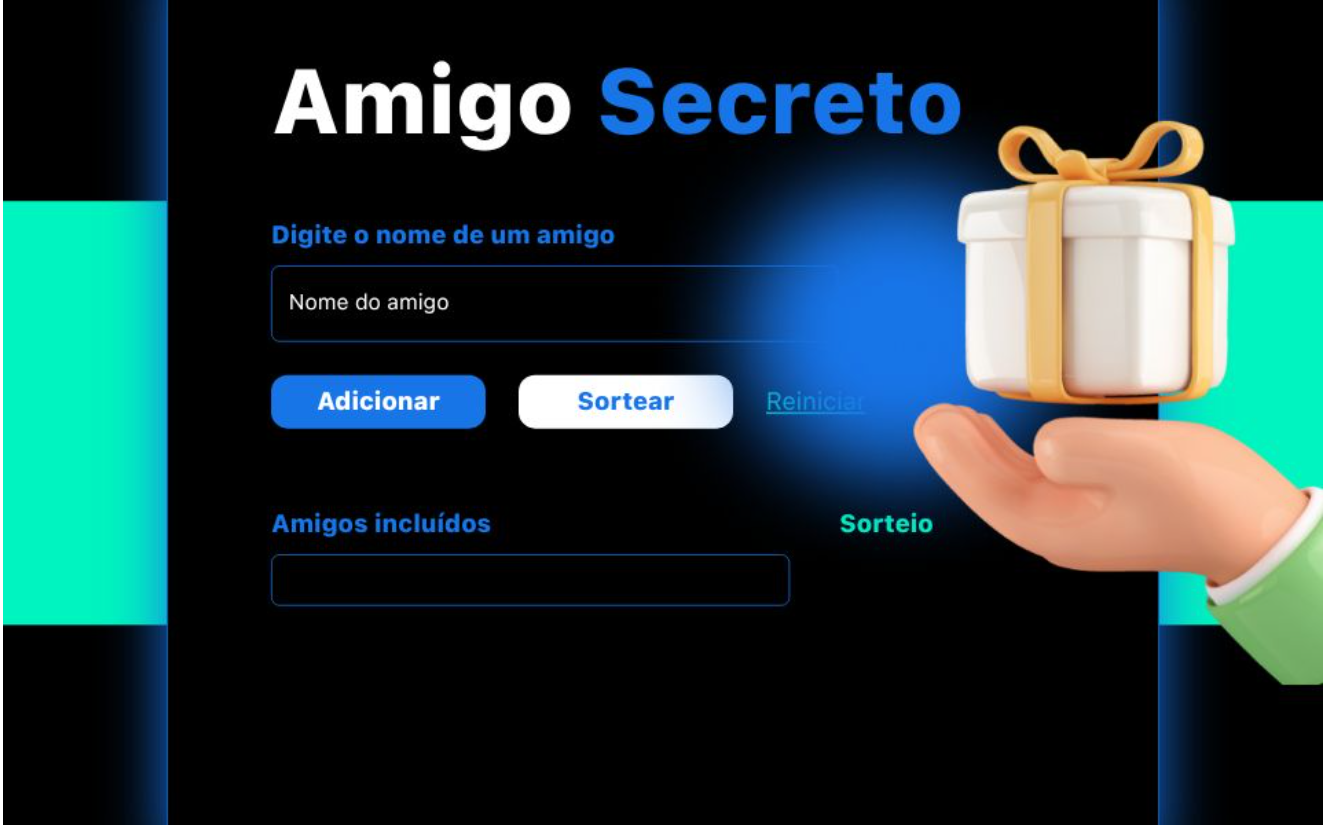 Amigo Secreto
Digite o nome de um amigo
Nome do amigo
Adicionar Sortear Reiniciar
Amigos incluídos Sorteio